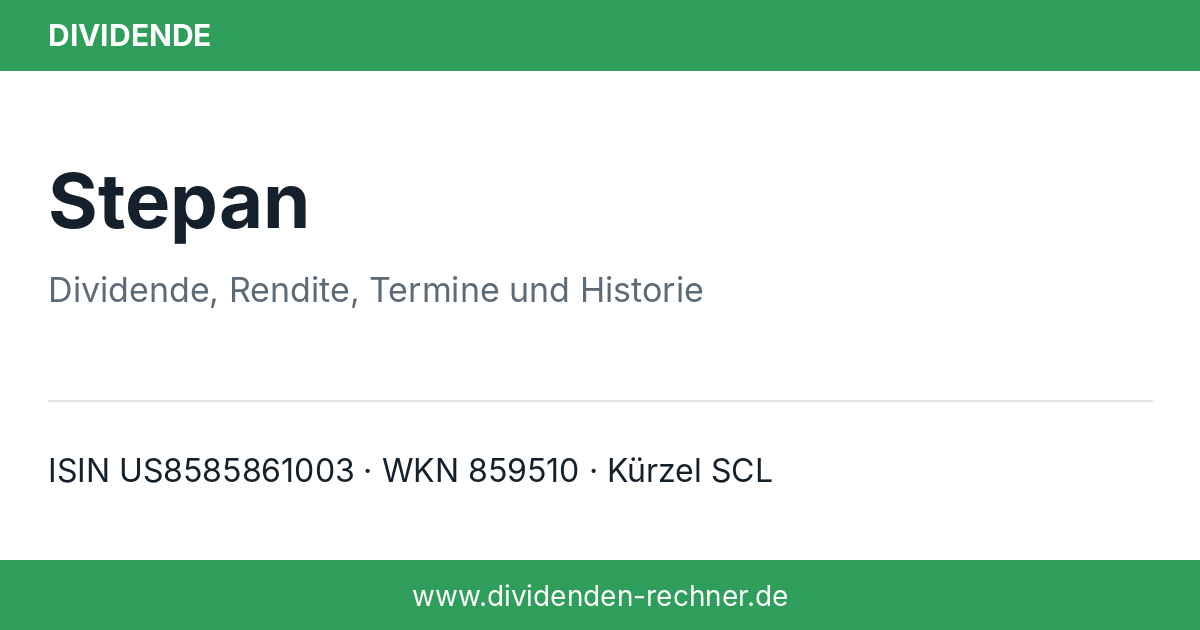 DIVIDENDE
Stepan
Dividende, Rendite, Termine und Historie
ISIN US8585861003 · WKN 859510 · Kürzel SCL
www.dividenden-rechner.de